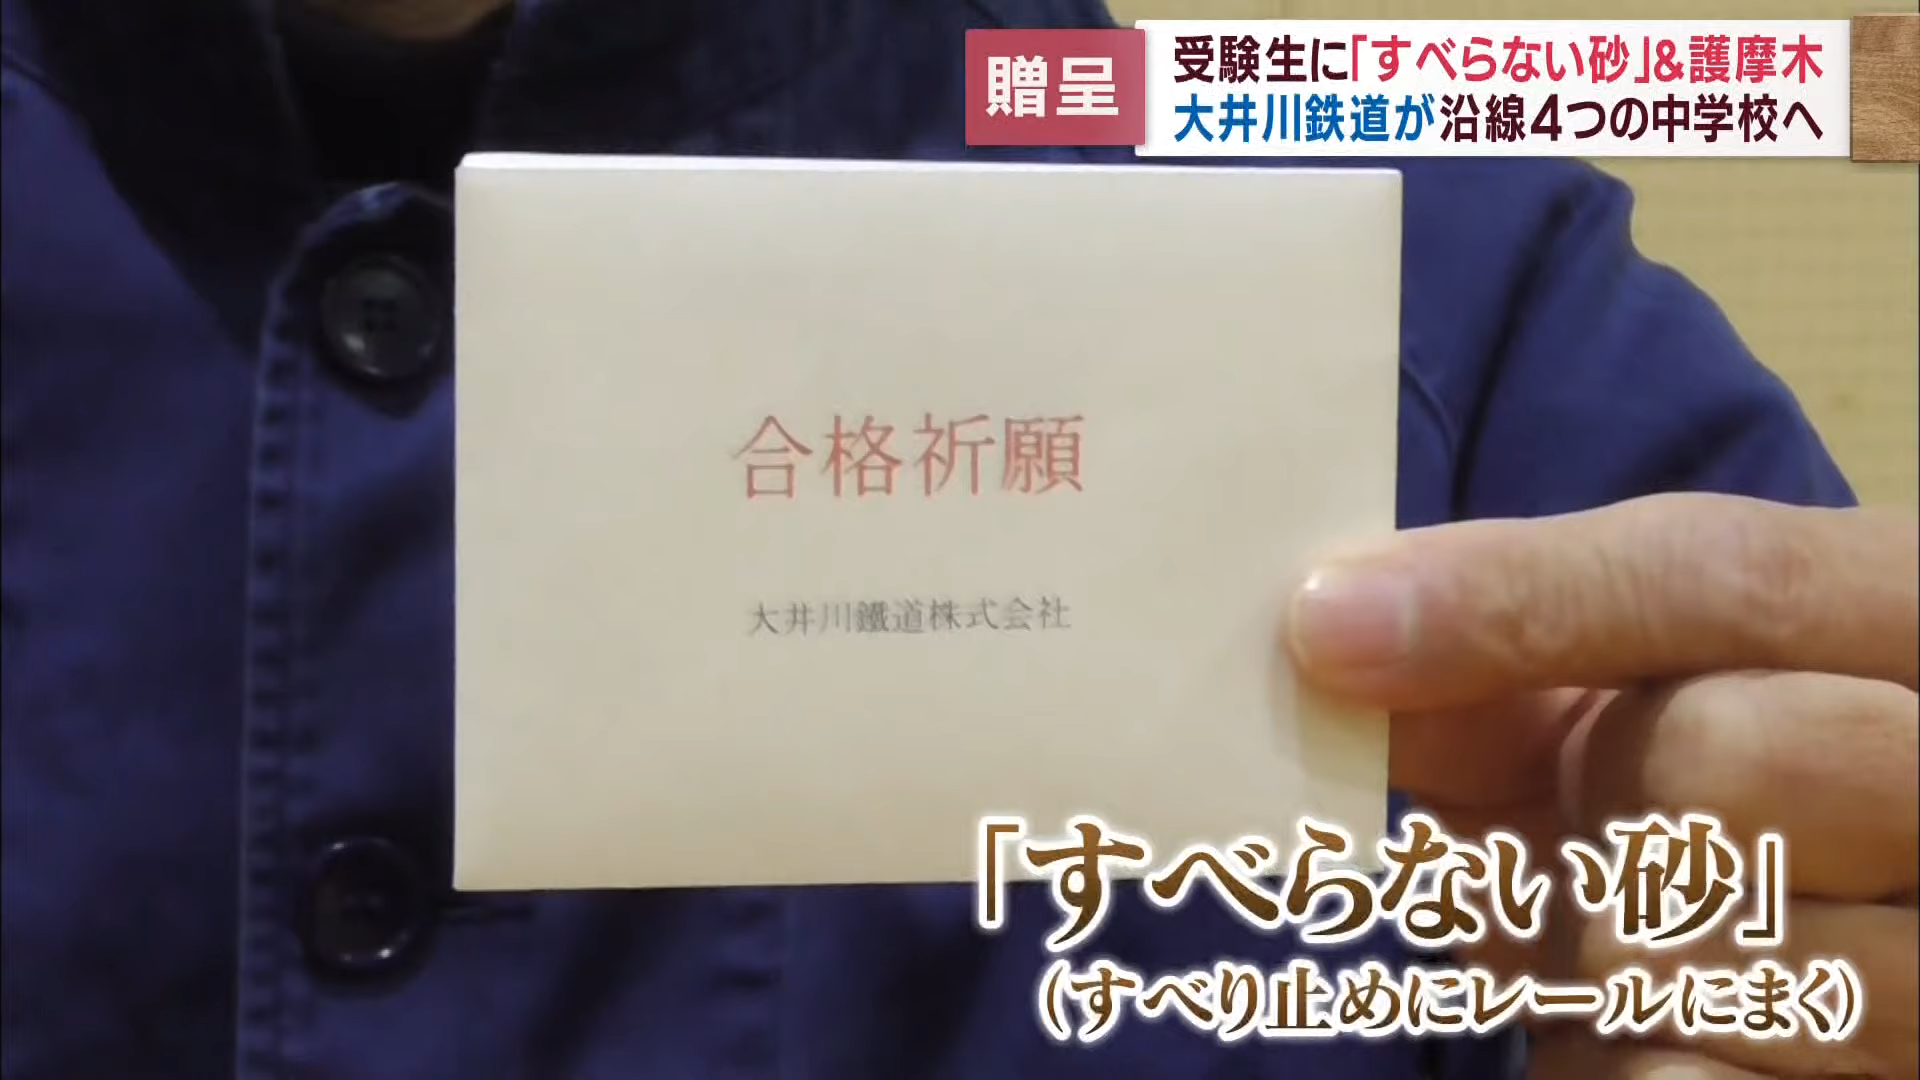 贈呈
受験生に「すべらない砂」&護摩木
大井川鉄道が沿線4つの中学校へ
合格祈願
大井川鐵道株式会社
「すべらない砂」
(すべり止めにレールにまく)